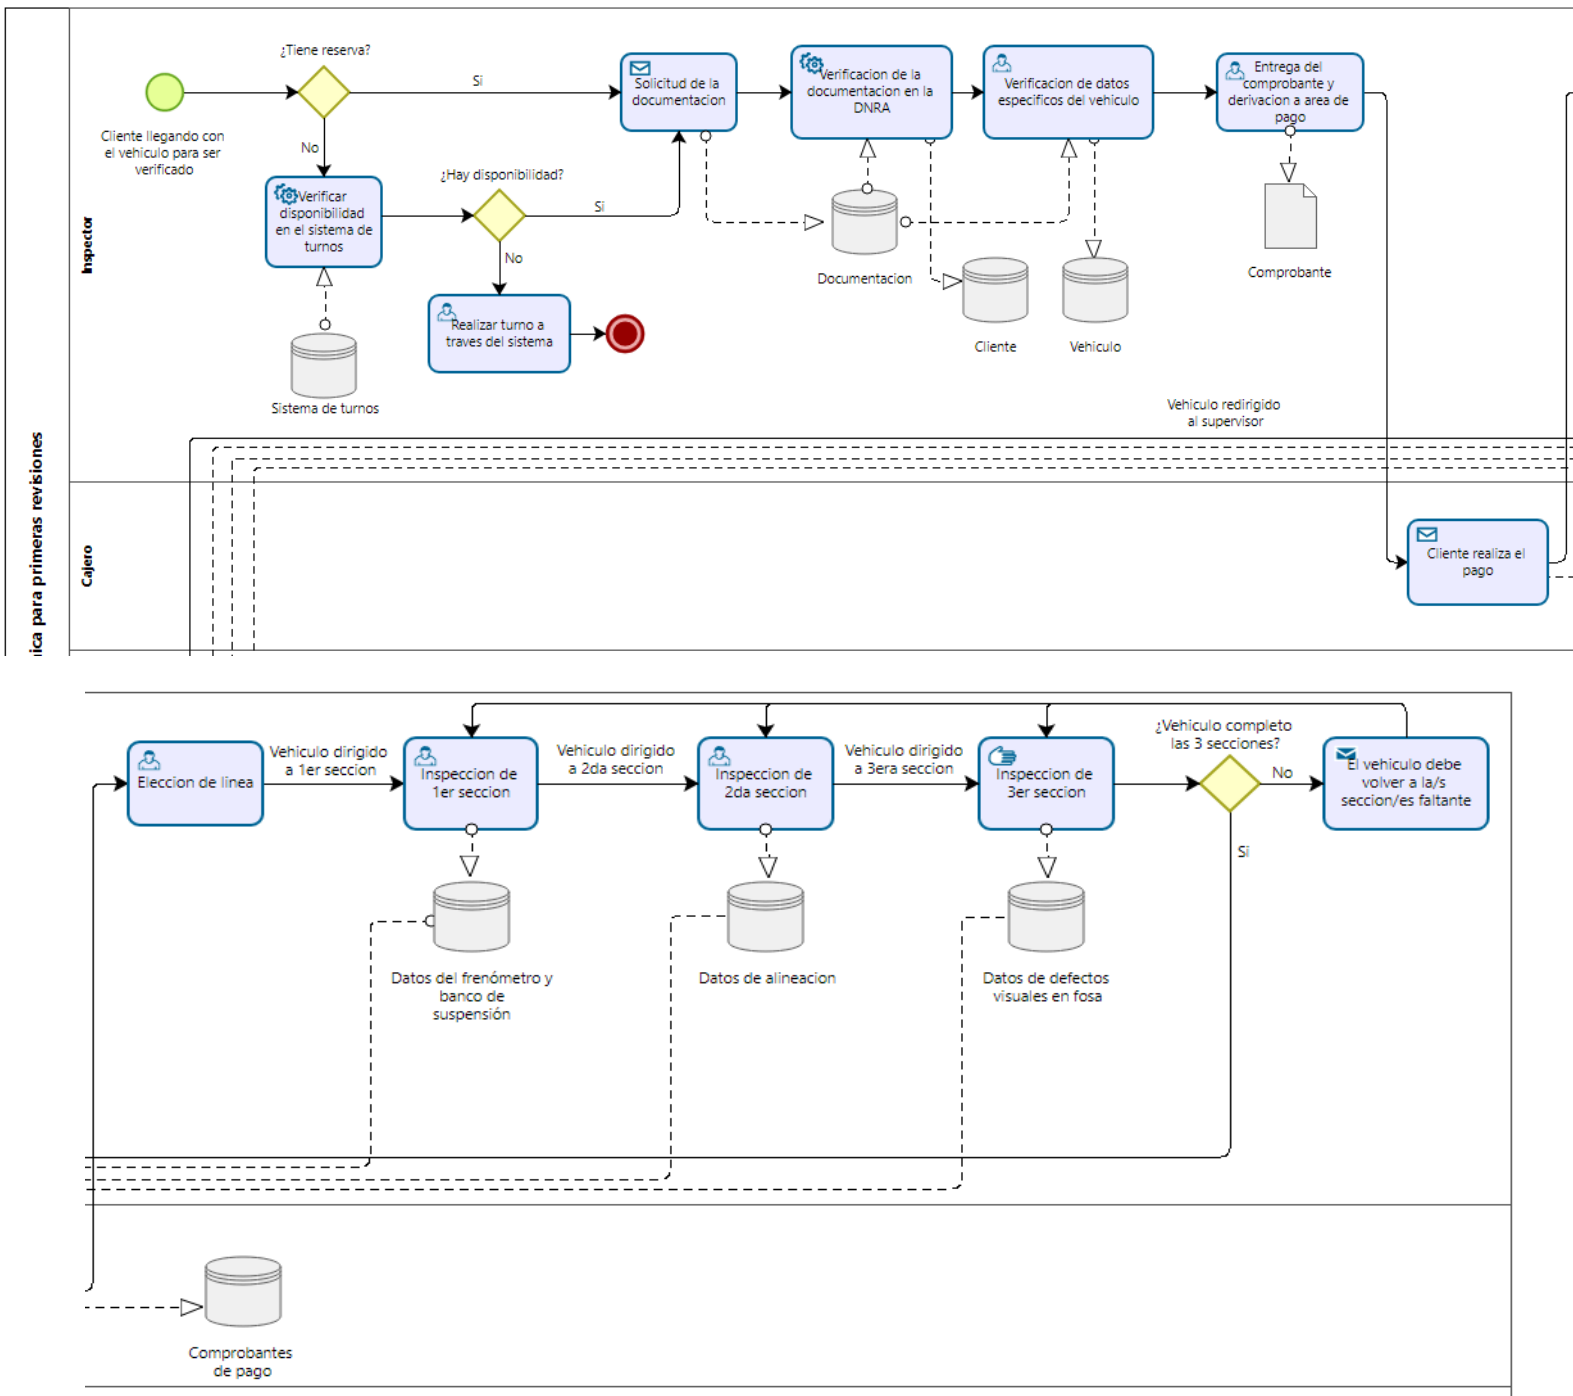 ¿Tiene reserva?
Si
No
Cliente llegando con
el vehiculo para ser
verificado
Verificar
disponibilidad
en el sistema de
turnos
Sistema de turnos
¿Hay disponibilidad?
Si
No
Realizar turno a
traves del sistema
Solicitud de la
documentacion
Verificacion de la
documentacion en la
DNRA
Verificacion de datos
especificos del vehiculo
Entrega del
comprobante y
derivacion a area de
pago
Documentacion
Cliente
Vehiculo
Comprobante
Vehiculo redirigido
al supervisor
Inspector
Cajero
ica para primeras revisiones
Cliente realiza el
pago
Eleccion de linea
Vehiculo dirigido
a 1er seccion
Inspeccion de
1er seccion
Vehiculo dirigido
a 2da seccion
Inspeccion de
2da seccion
Vehiculo dirigido
a 3era seccion
Inspeccion de
3er seccion
¿Vehiculo completo
las 3 secciones?
No
Si
El vehiculo debe
volver a la/s
seccion/es faltante
Datos del frenómetro y
banco de
suspensión
Datos de alineacion
Datos de defectos
visuales en fosa
Comprobantes
de pago